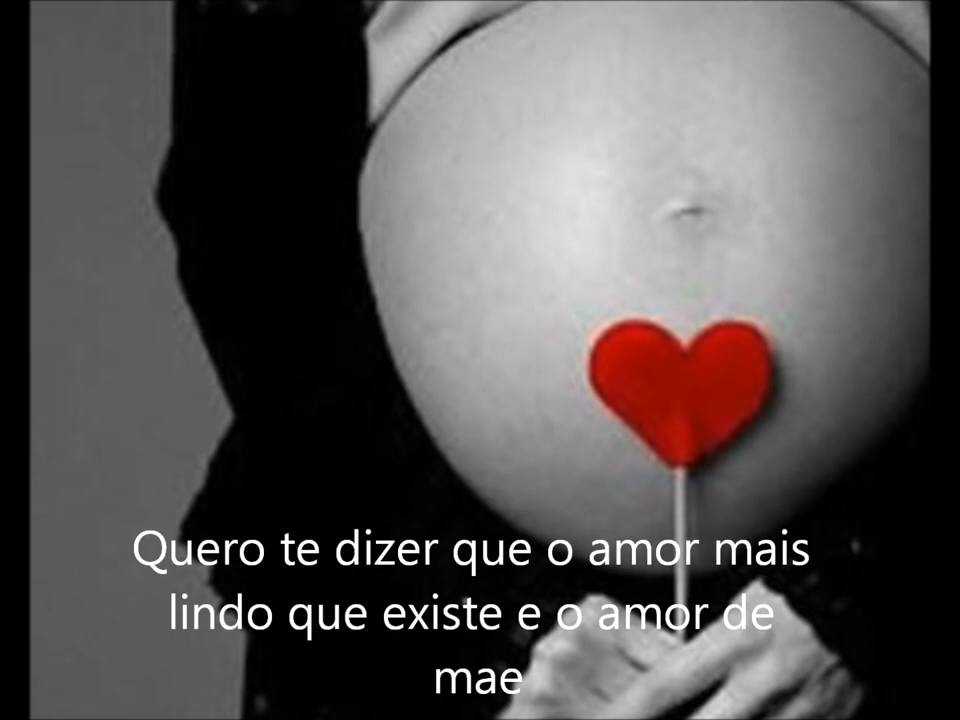 Quero te dizer que o amor mais
lindo que existe e o amor de
mae